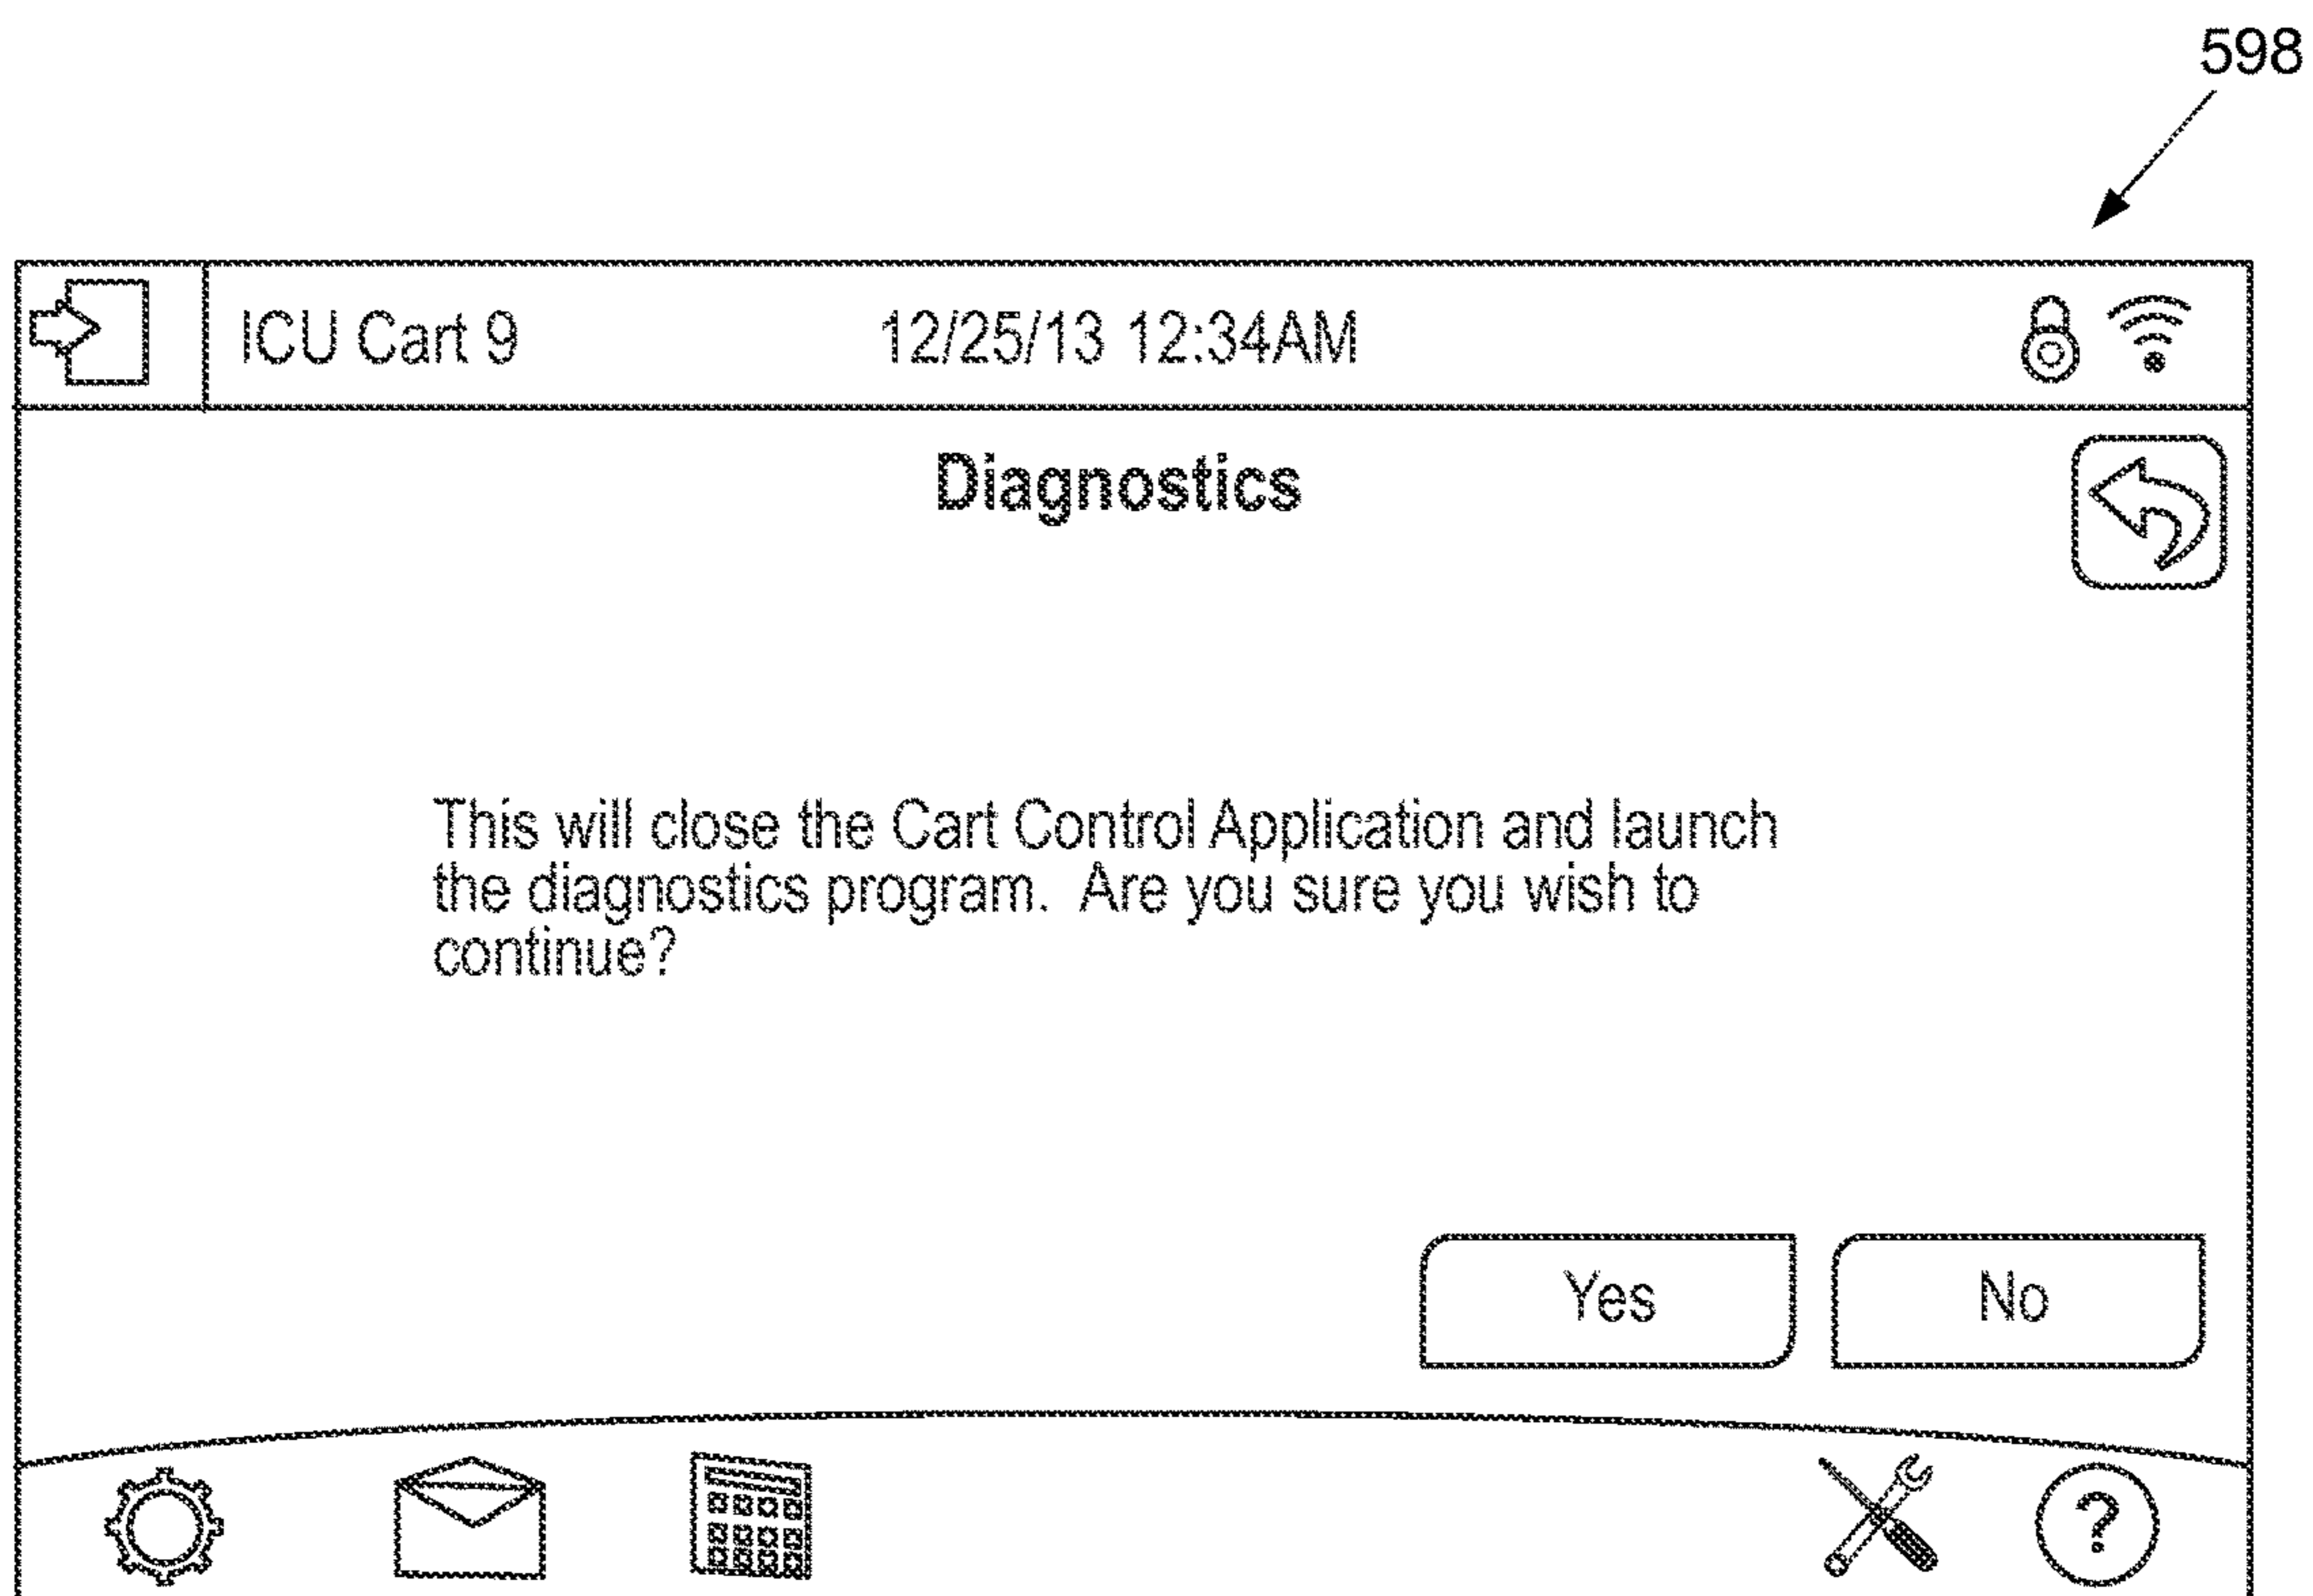 598
ICU Cart 9 12/25/13 12:34AM
Diagnostics
This will close the Cart Control Application and launch
the diagnostics program. Are you sure you wish to
continue?
Yes No
?